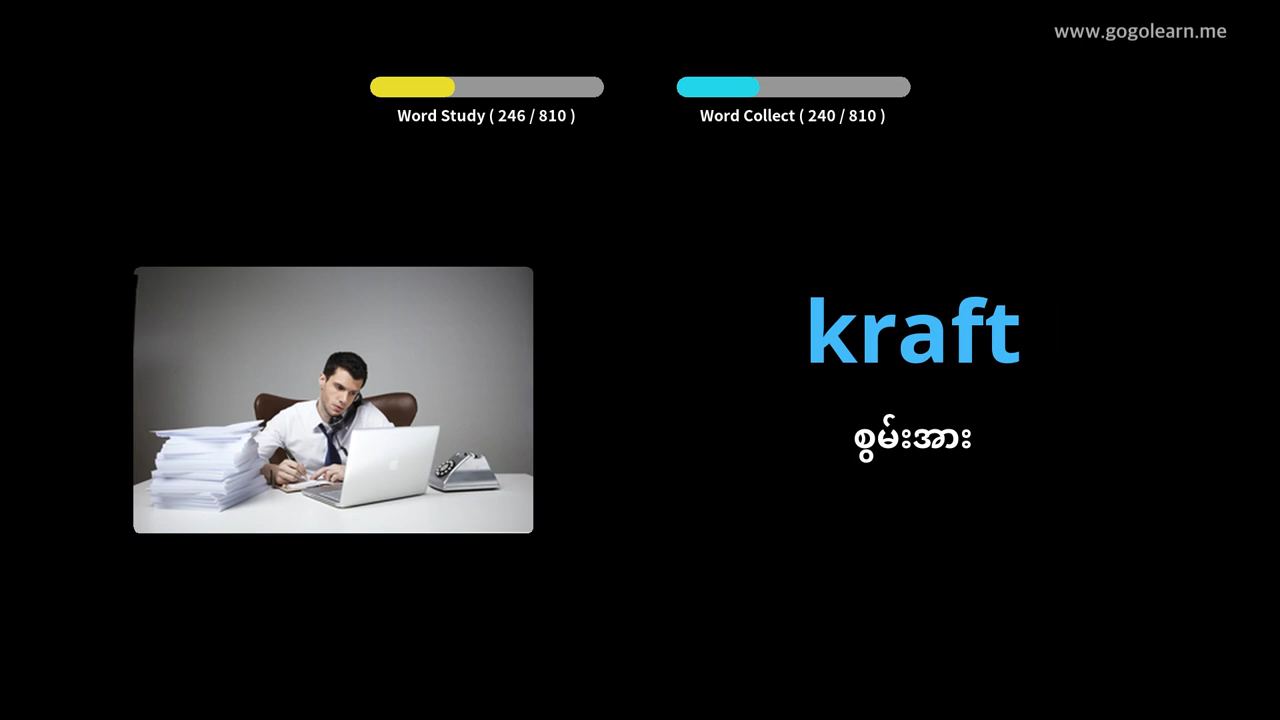 www.gogolearn.me
Word Study ( 246 / 810 )
Word Collect ( 240 / 810 )
kraft
စွမ်းအား